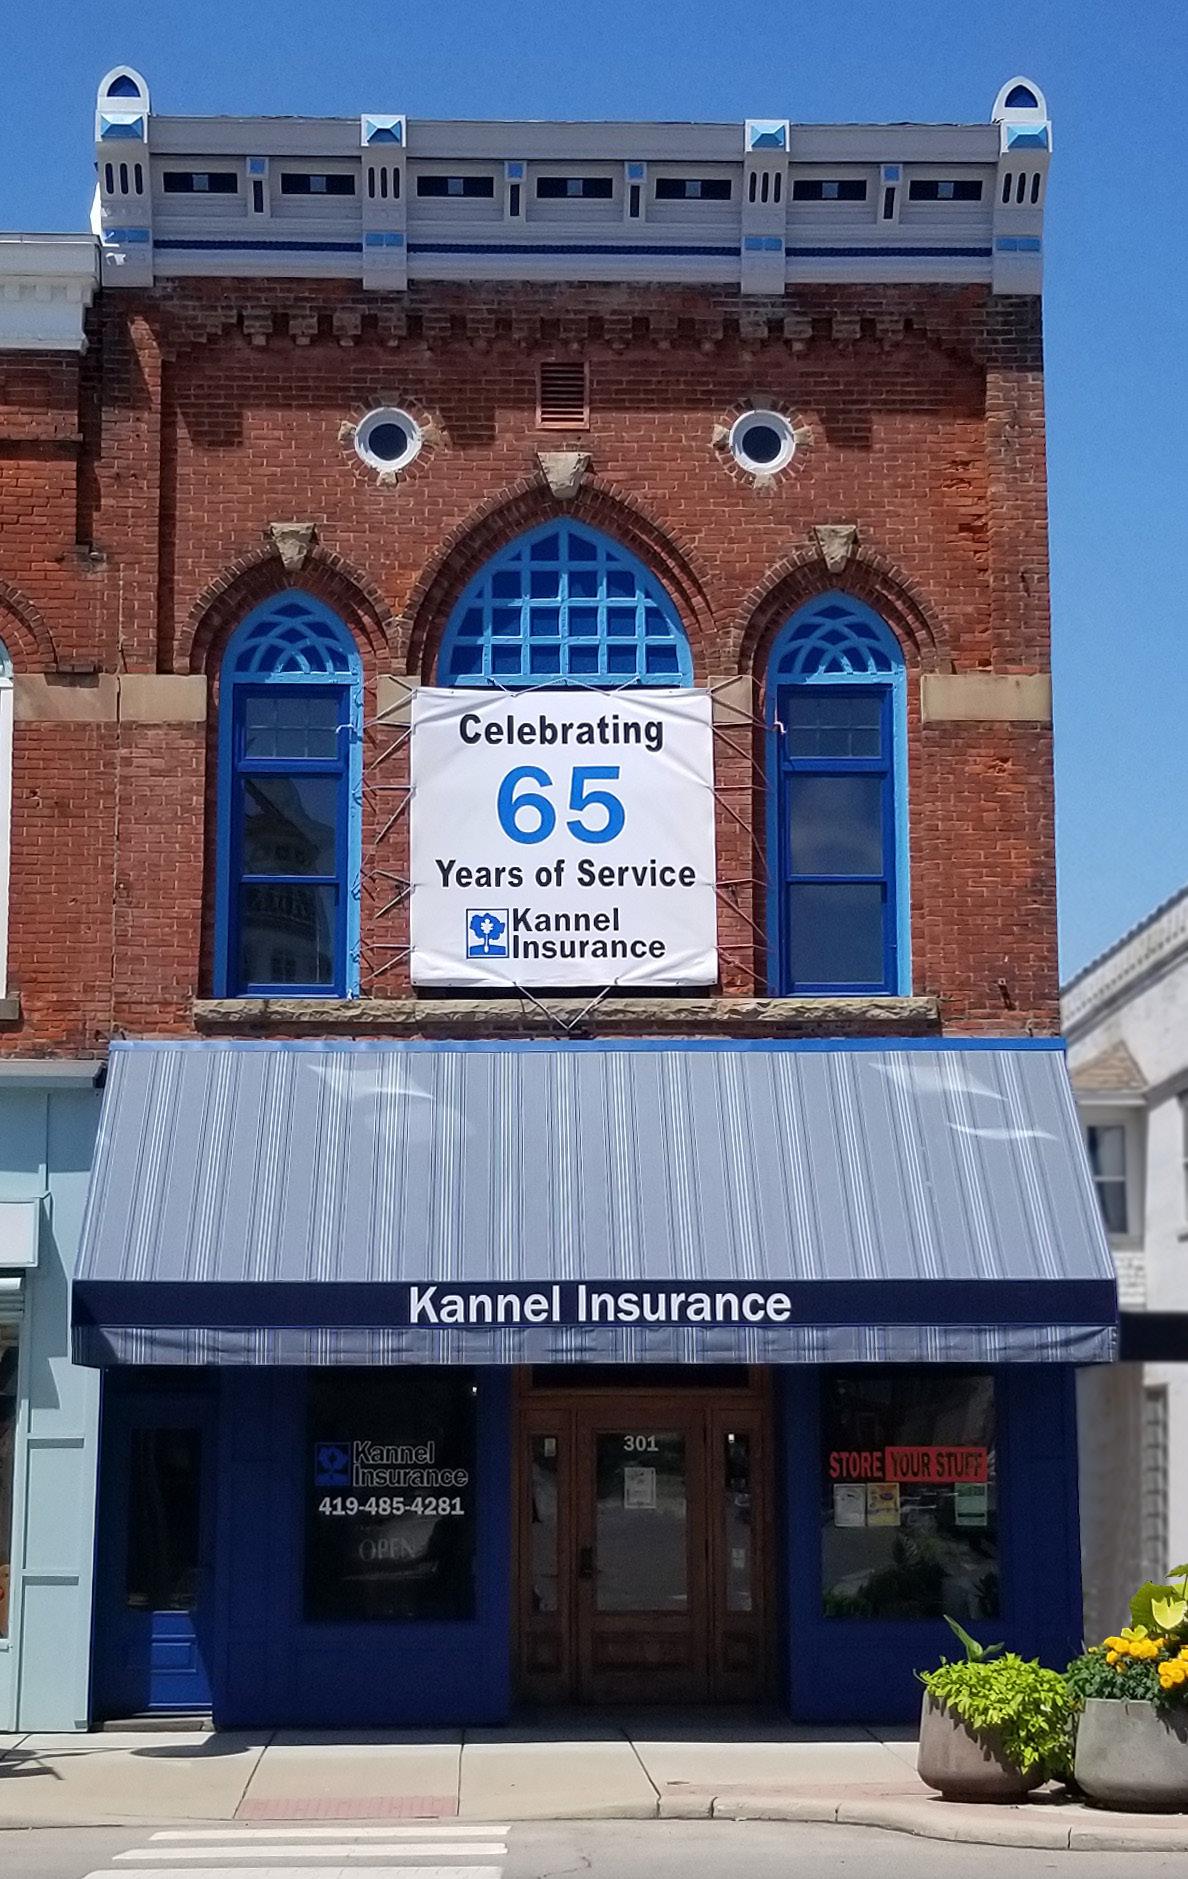 Celebrating
65
Years of Service
Kannel
Insurance
Kannel Insurance
301
Kannel
Insurance
419-485-4281
OPEN
STORE YOUR STUFF